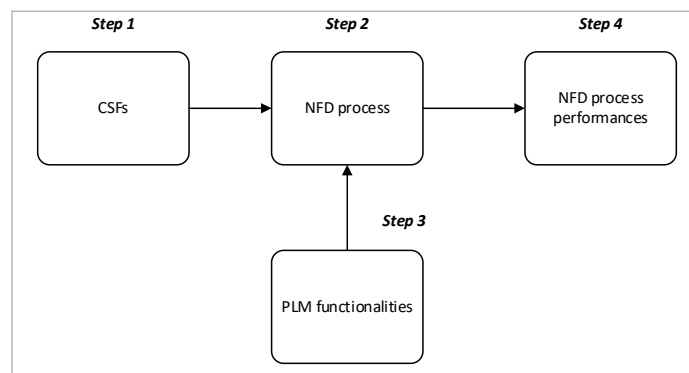 Step 1
Step 2
Step 4
CSFs
NFD process
NFD process
performances
Step 3
PLM functionalities